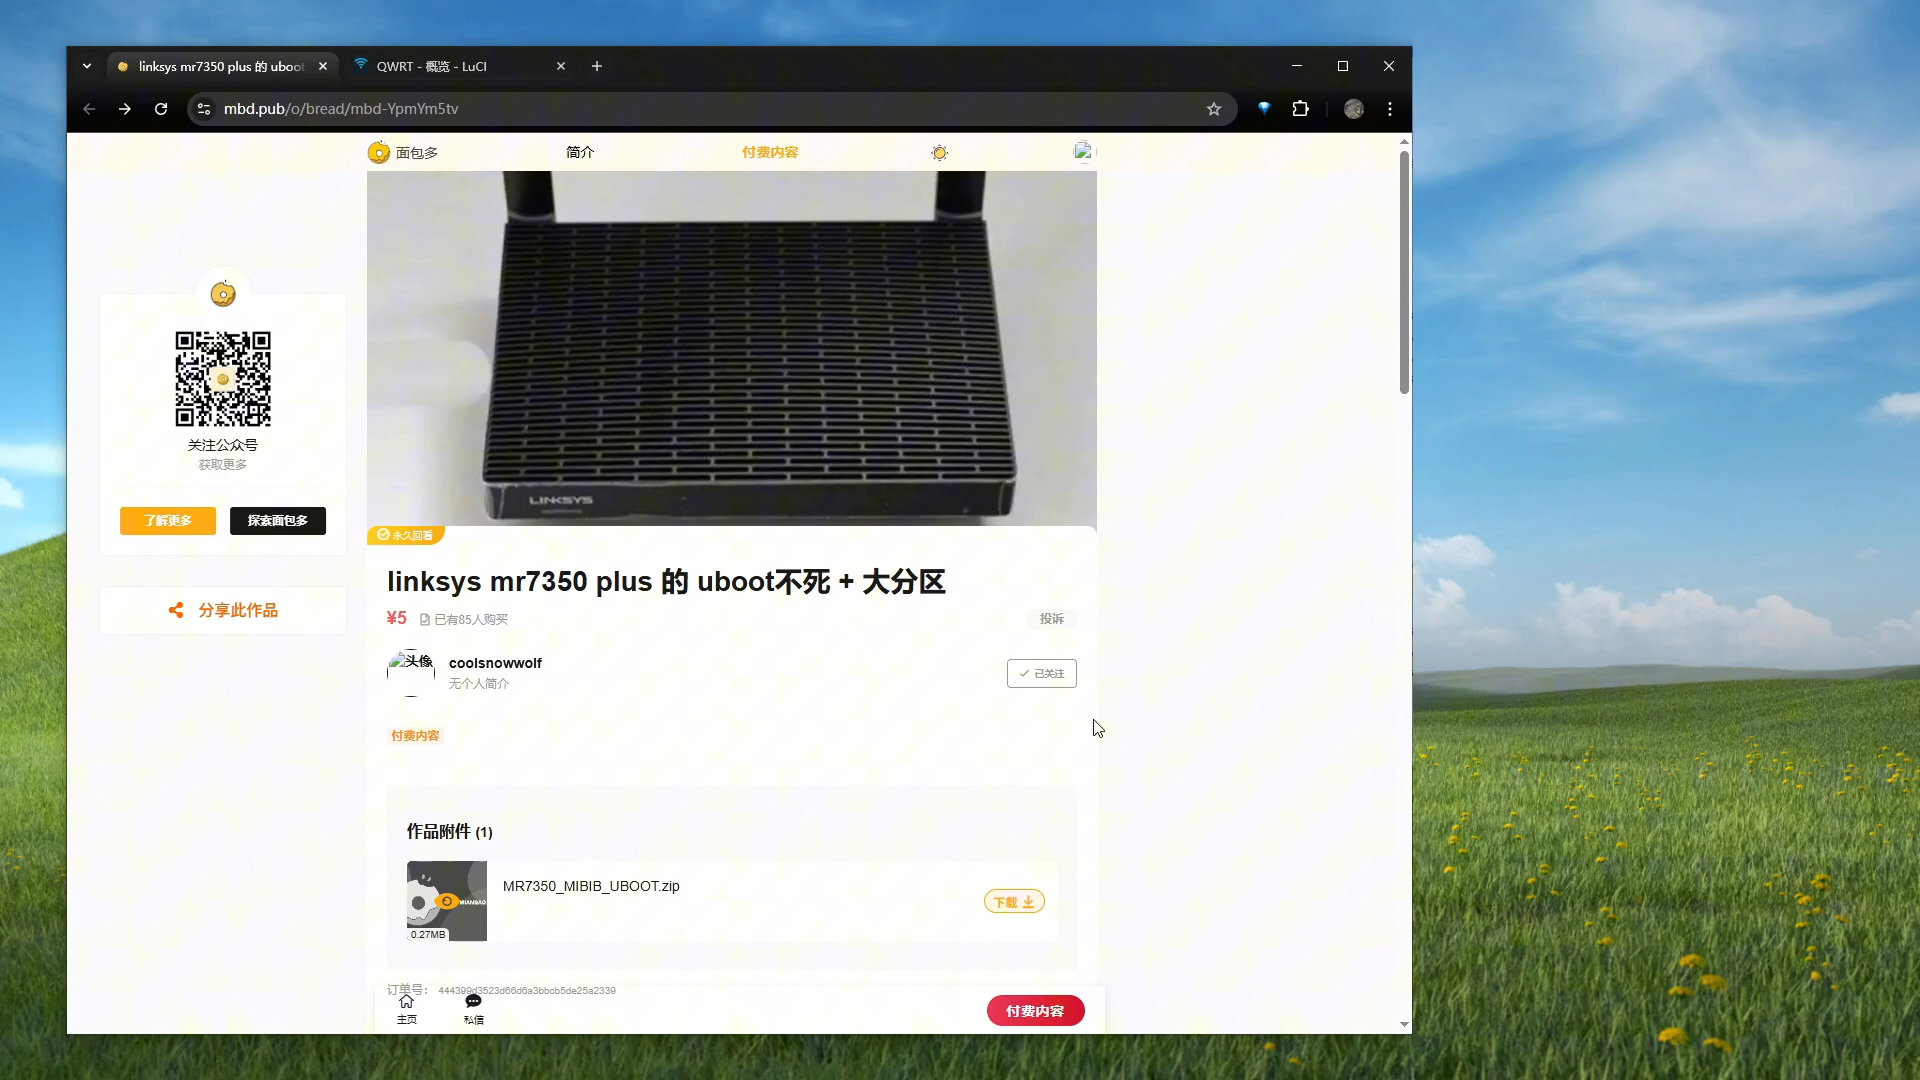 linksys mr7350 plus 的 uboot
QWRT - 概览 - LuCI
mbd.pub/o/bread/mbd-YpmYm5tv
面包多
简介
付费内容
LINKSYS
关注公众号
获取更多
了解更多
探索面包多
分享此作品
永久回看
linksys mr7350 plus 的 uboot不死 + 大分区
¥5
已有85人购买
投诉
头像
coolsnowwolf
无个人简介
已关注
付费内容
作品附件 (1)
MIANBAO
0.27MB
MR7350_MIBIB_UBOOT.zip
下载
订单号: 444399d3523d66d6a3bbcb5de25a2339
主页
私信
付费内容